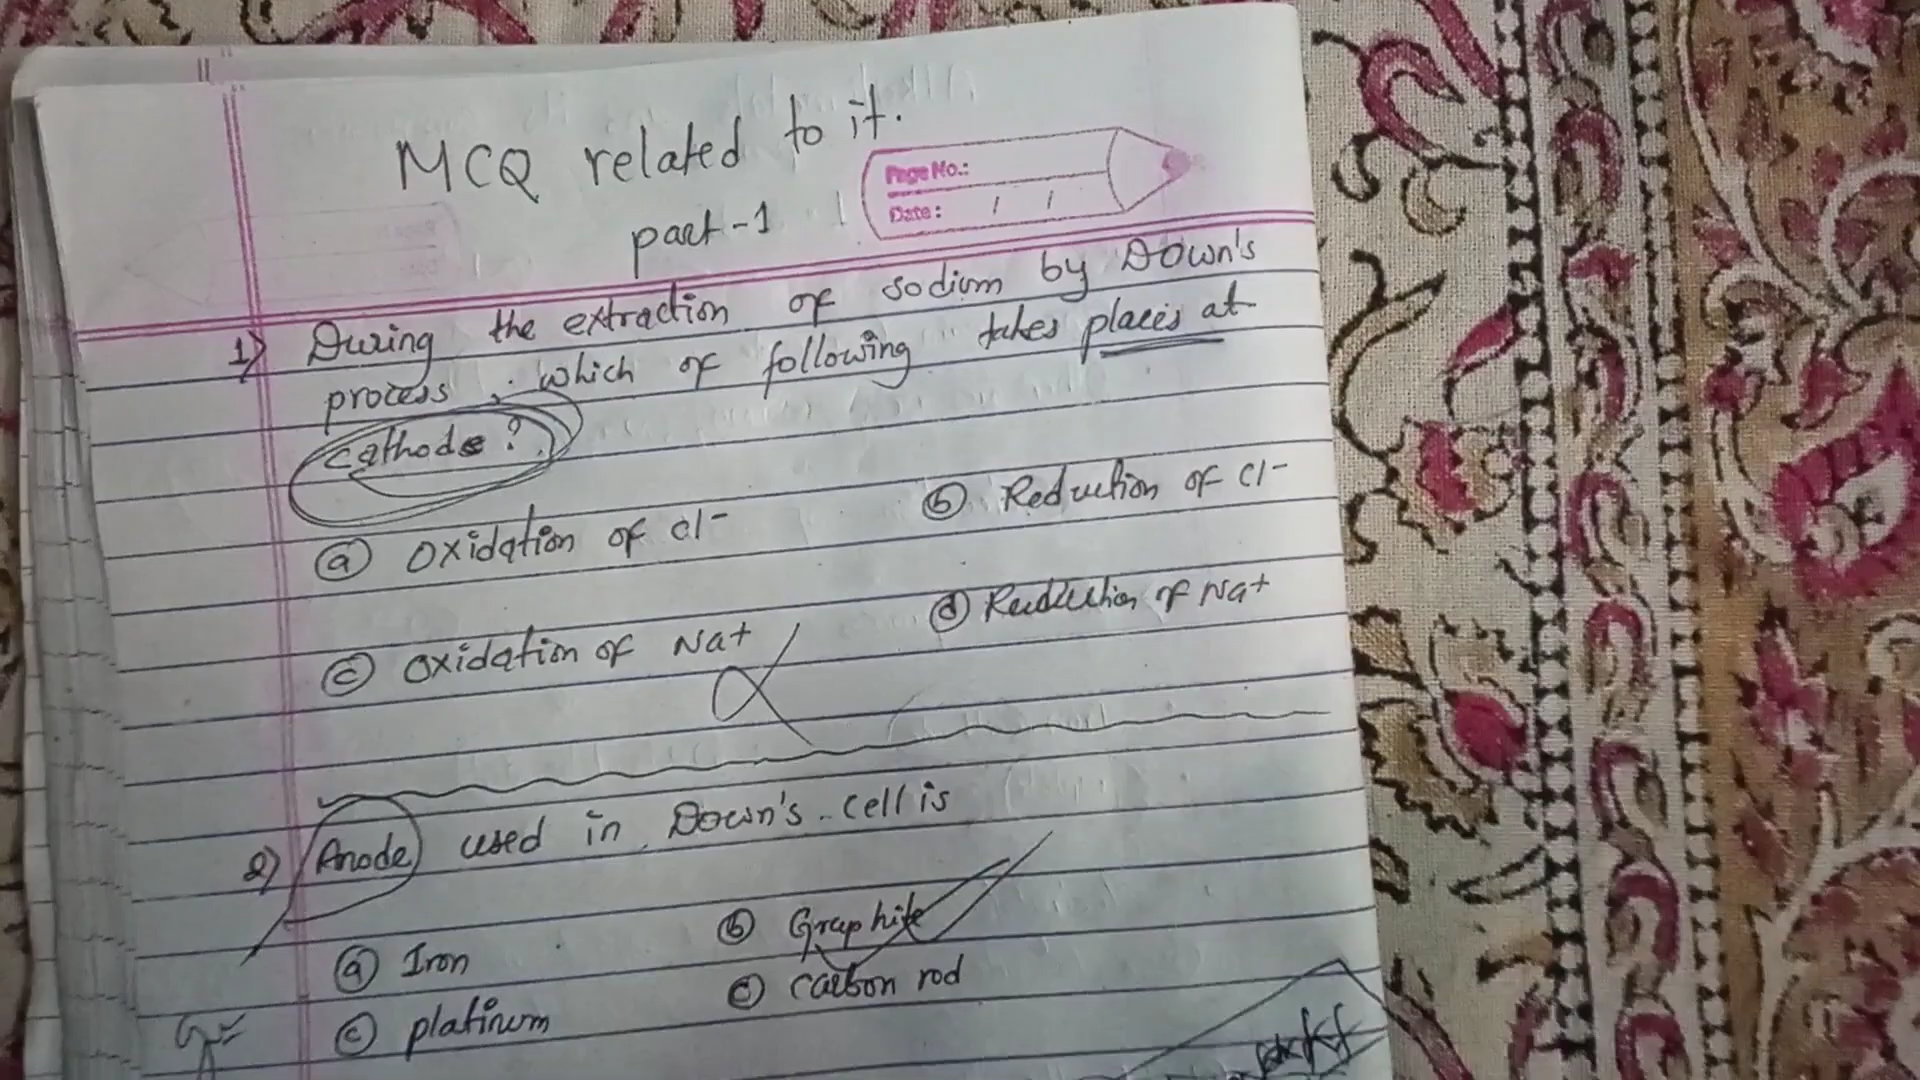 MCQ related to it.
part-1
Page No.:
Date: / /
1) During the extraction of sodium by Down's
process, which of following takes places at
cathode?
(a) Oxidation of Cl-
(b) Reduction of Cl-
(c) Oxidation of Na+
(d) Reduction of Na+
2) Anode used in Down's cell is
(a) Iron
(b) Graphite
(c) platinum
(c) carbon rod